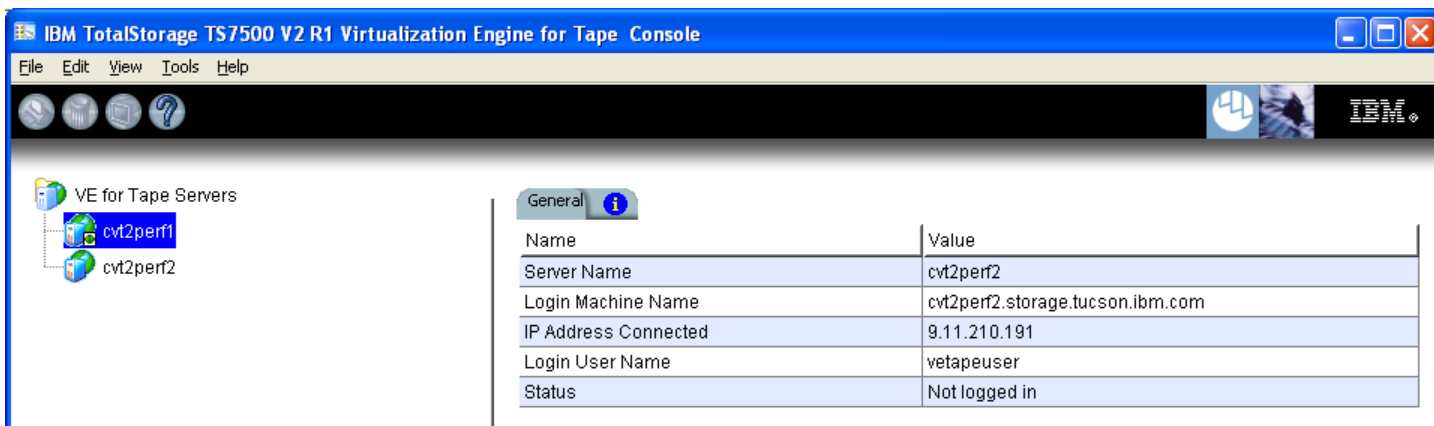 IBM TotalStorage TS7500 V2 R1 Virtualization Engine for Tape Console
File Edit View Tools Help
IBM
VE for Tape Servers
cvt2perf1
cvt2perf2
General
Name Value
Server Name cvt2perf2
Login Machine Name cvt2perf2.storage.tucson.ibm.com
IP Address Connected 9.11.210.191
Login User Name vetapeuser
Status Not logged in